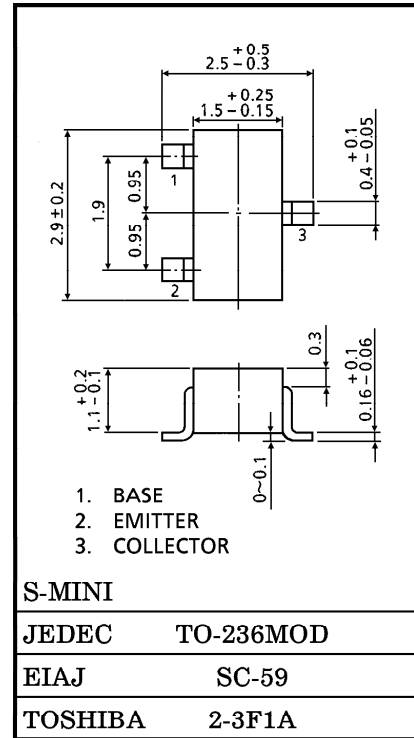 +0.5
2.5-0.3
+0.25
1.5-0.15
2.9±0.2
1.9
0.95
0.95
1
2
3
+0.1
0.4-0.05
+0.2
1.1-0.1
0.3
+0.1
0.16-0.06
0~0.1
1. BASE
2. EMITTER
3. COLLECTOR
S-MINI
JEDEC TO-236MOD
EIAJ SC-59
TOSHIBA 2-3F1A